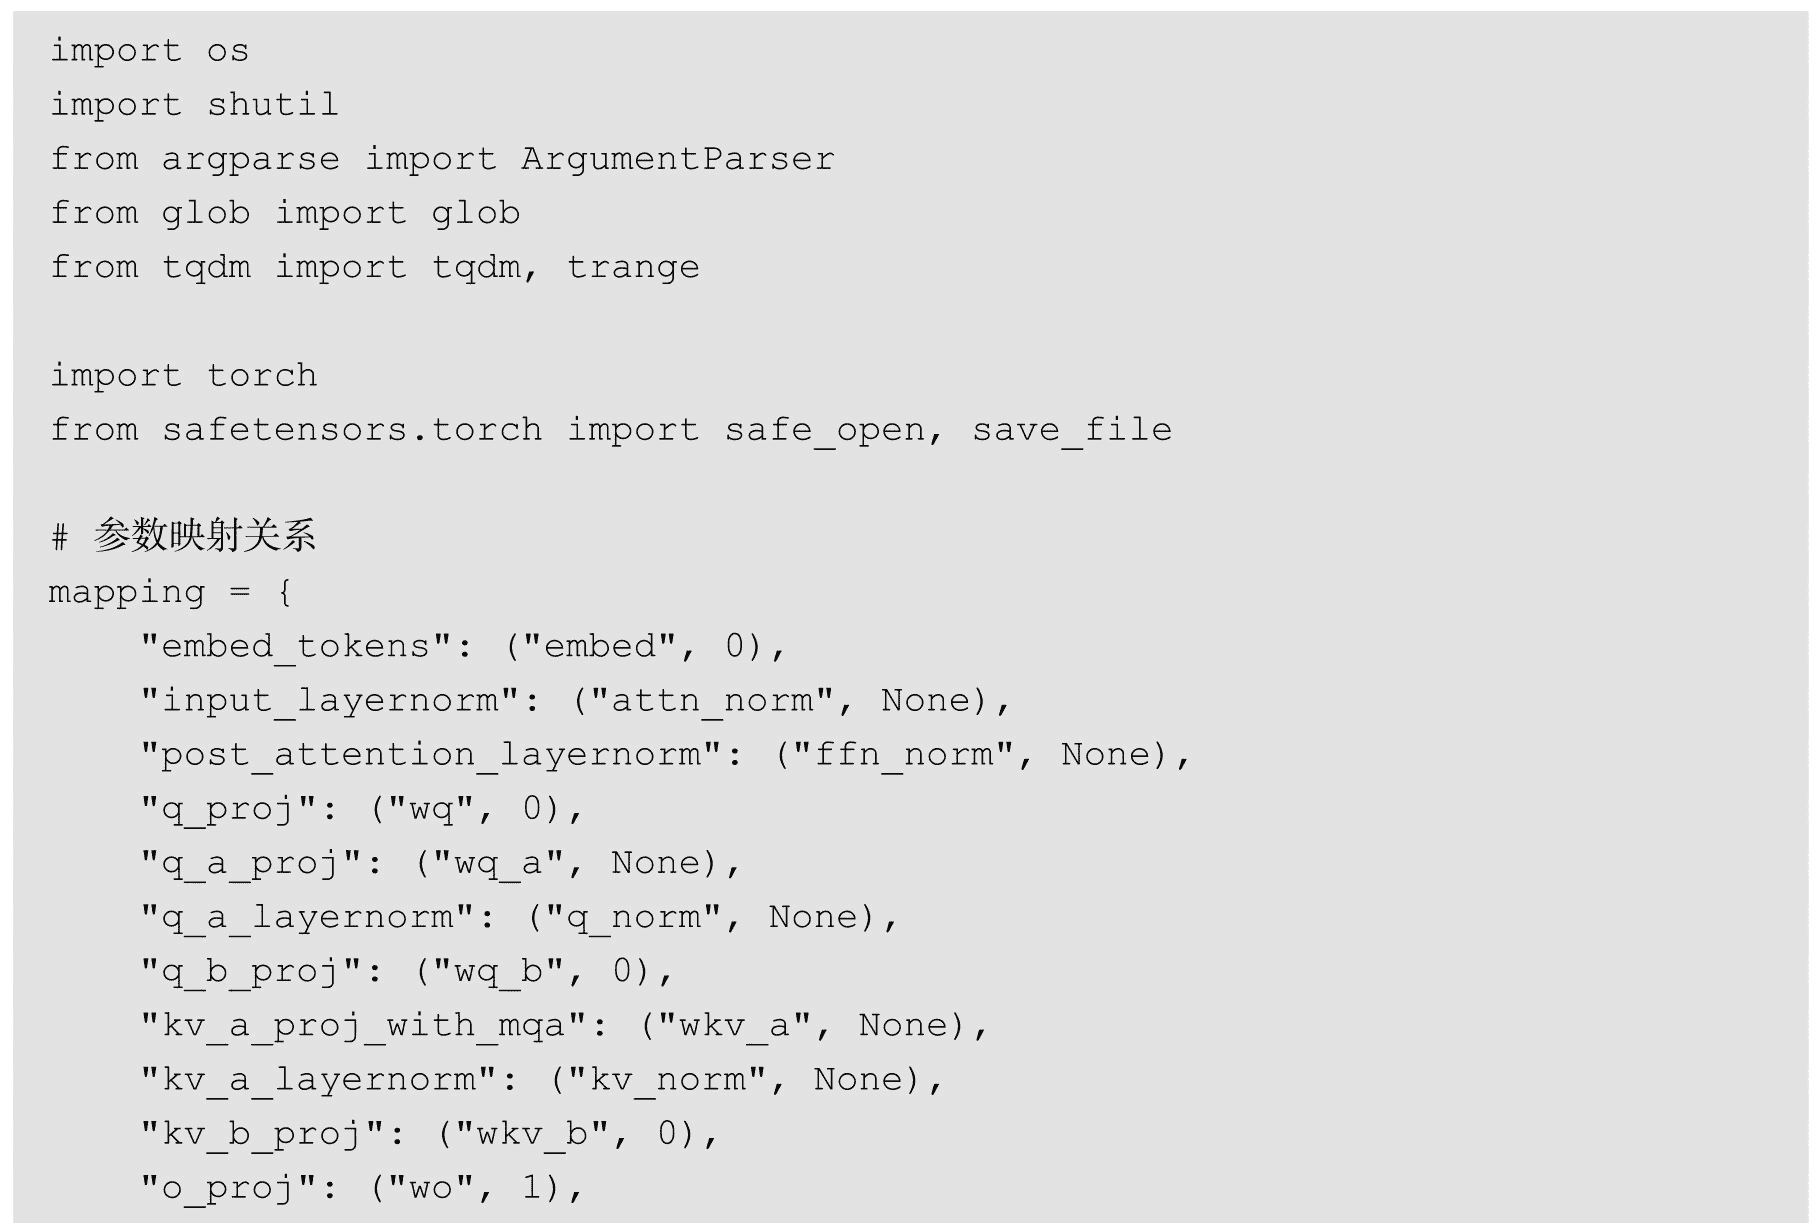 import os
import shutil
from argparse import ArgumentParser
from glob import glob
from tqdm import tqdm, trange

import torch
from safetensors.torch import safe_open, save_file

# 参数映射关系
mapping = {
    "embed_tokens": ("embed", 0),
    "input_layernorm": ("attn_norm", None),
    "post_attention_layernorm": ("ffn_norm", None),
    "q_proj": ("wq", 0),
    "q_a_proj": ("wq_a", None),
    "q_a_layernorm": ("q_norm", None),
    "q_b_proj": ("wq_b", 0),
    "kv_a_proj_with_mqa": ("wkv_a", None),
    "kv_a_layernorm": ("kv_norm", None),
    "kv_b_proj": ("wkv_b", 0),
    "o_proj": ("wo", 1),